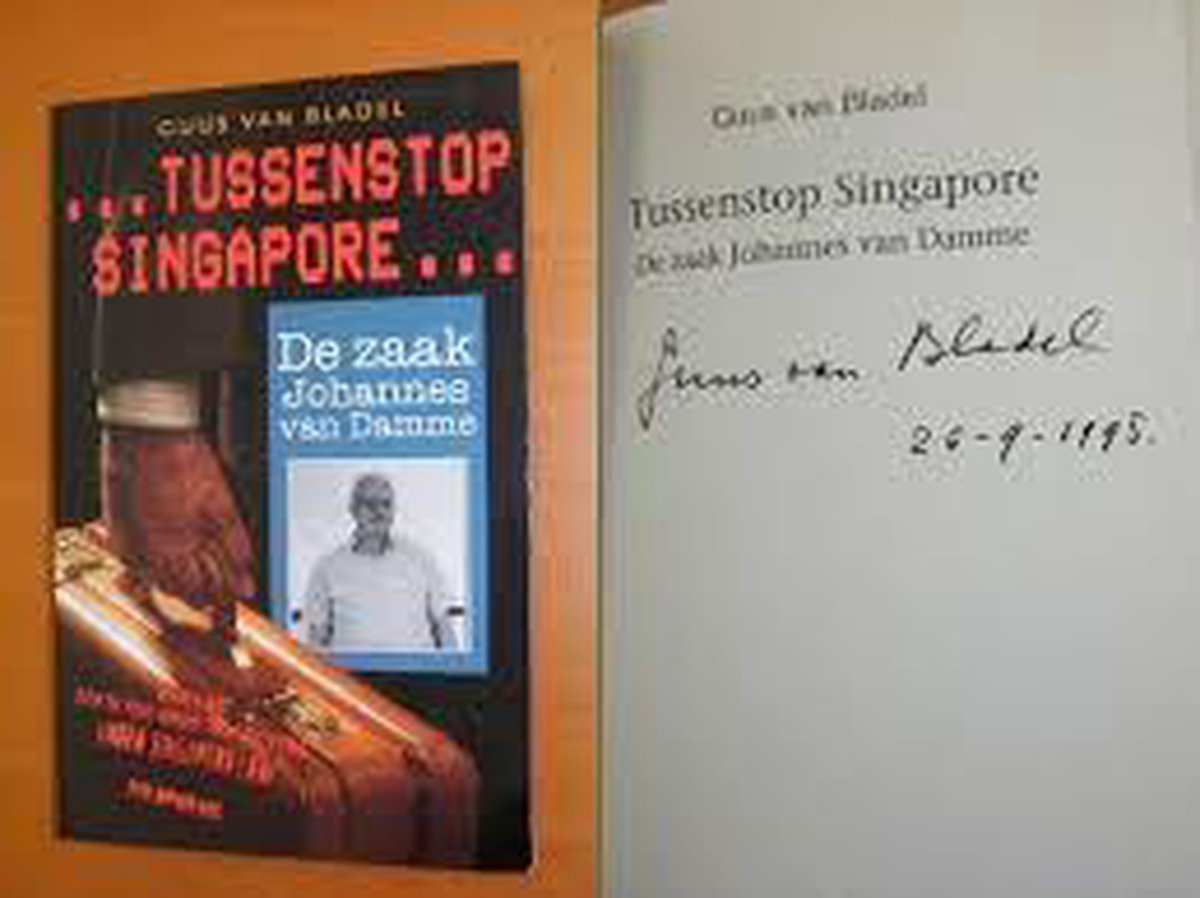 GUUS VAN BLADEL
...TUSSENSTOP
SINGAPORE...
De zaak
Johannes
van Damme
Guus van Bladel
Tussenstop Singapore
De zaak Johannes van Damme
Guus van Bladel
26-9-1995.